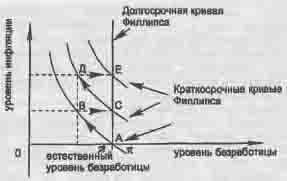 Долгосрочная кривая
Филлипса
уровень инфляции
Д
Е
Краткосрочные кривые
Филлипса
В
С
А
0
π
естественный
уровень безработицы
уровень безработицы